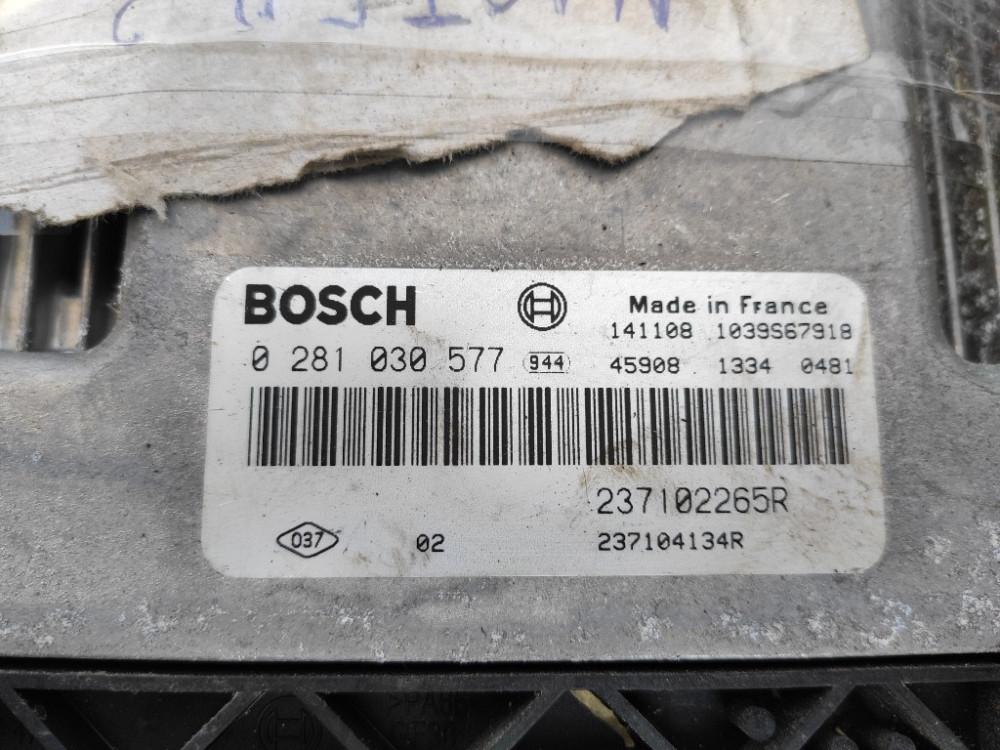 BOSCH
Made in France
141108 1039S67918
0 281 030 577 944 45908 1334 0481
237102265R
037 02 237104134R